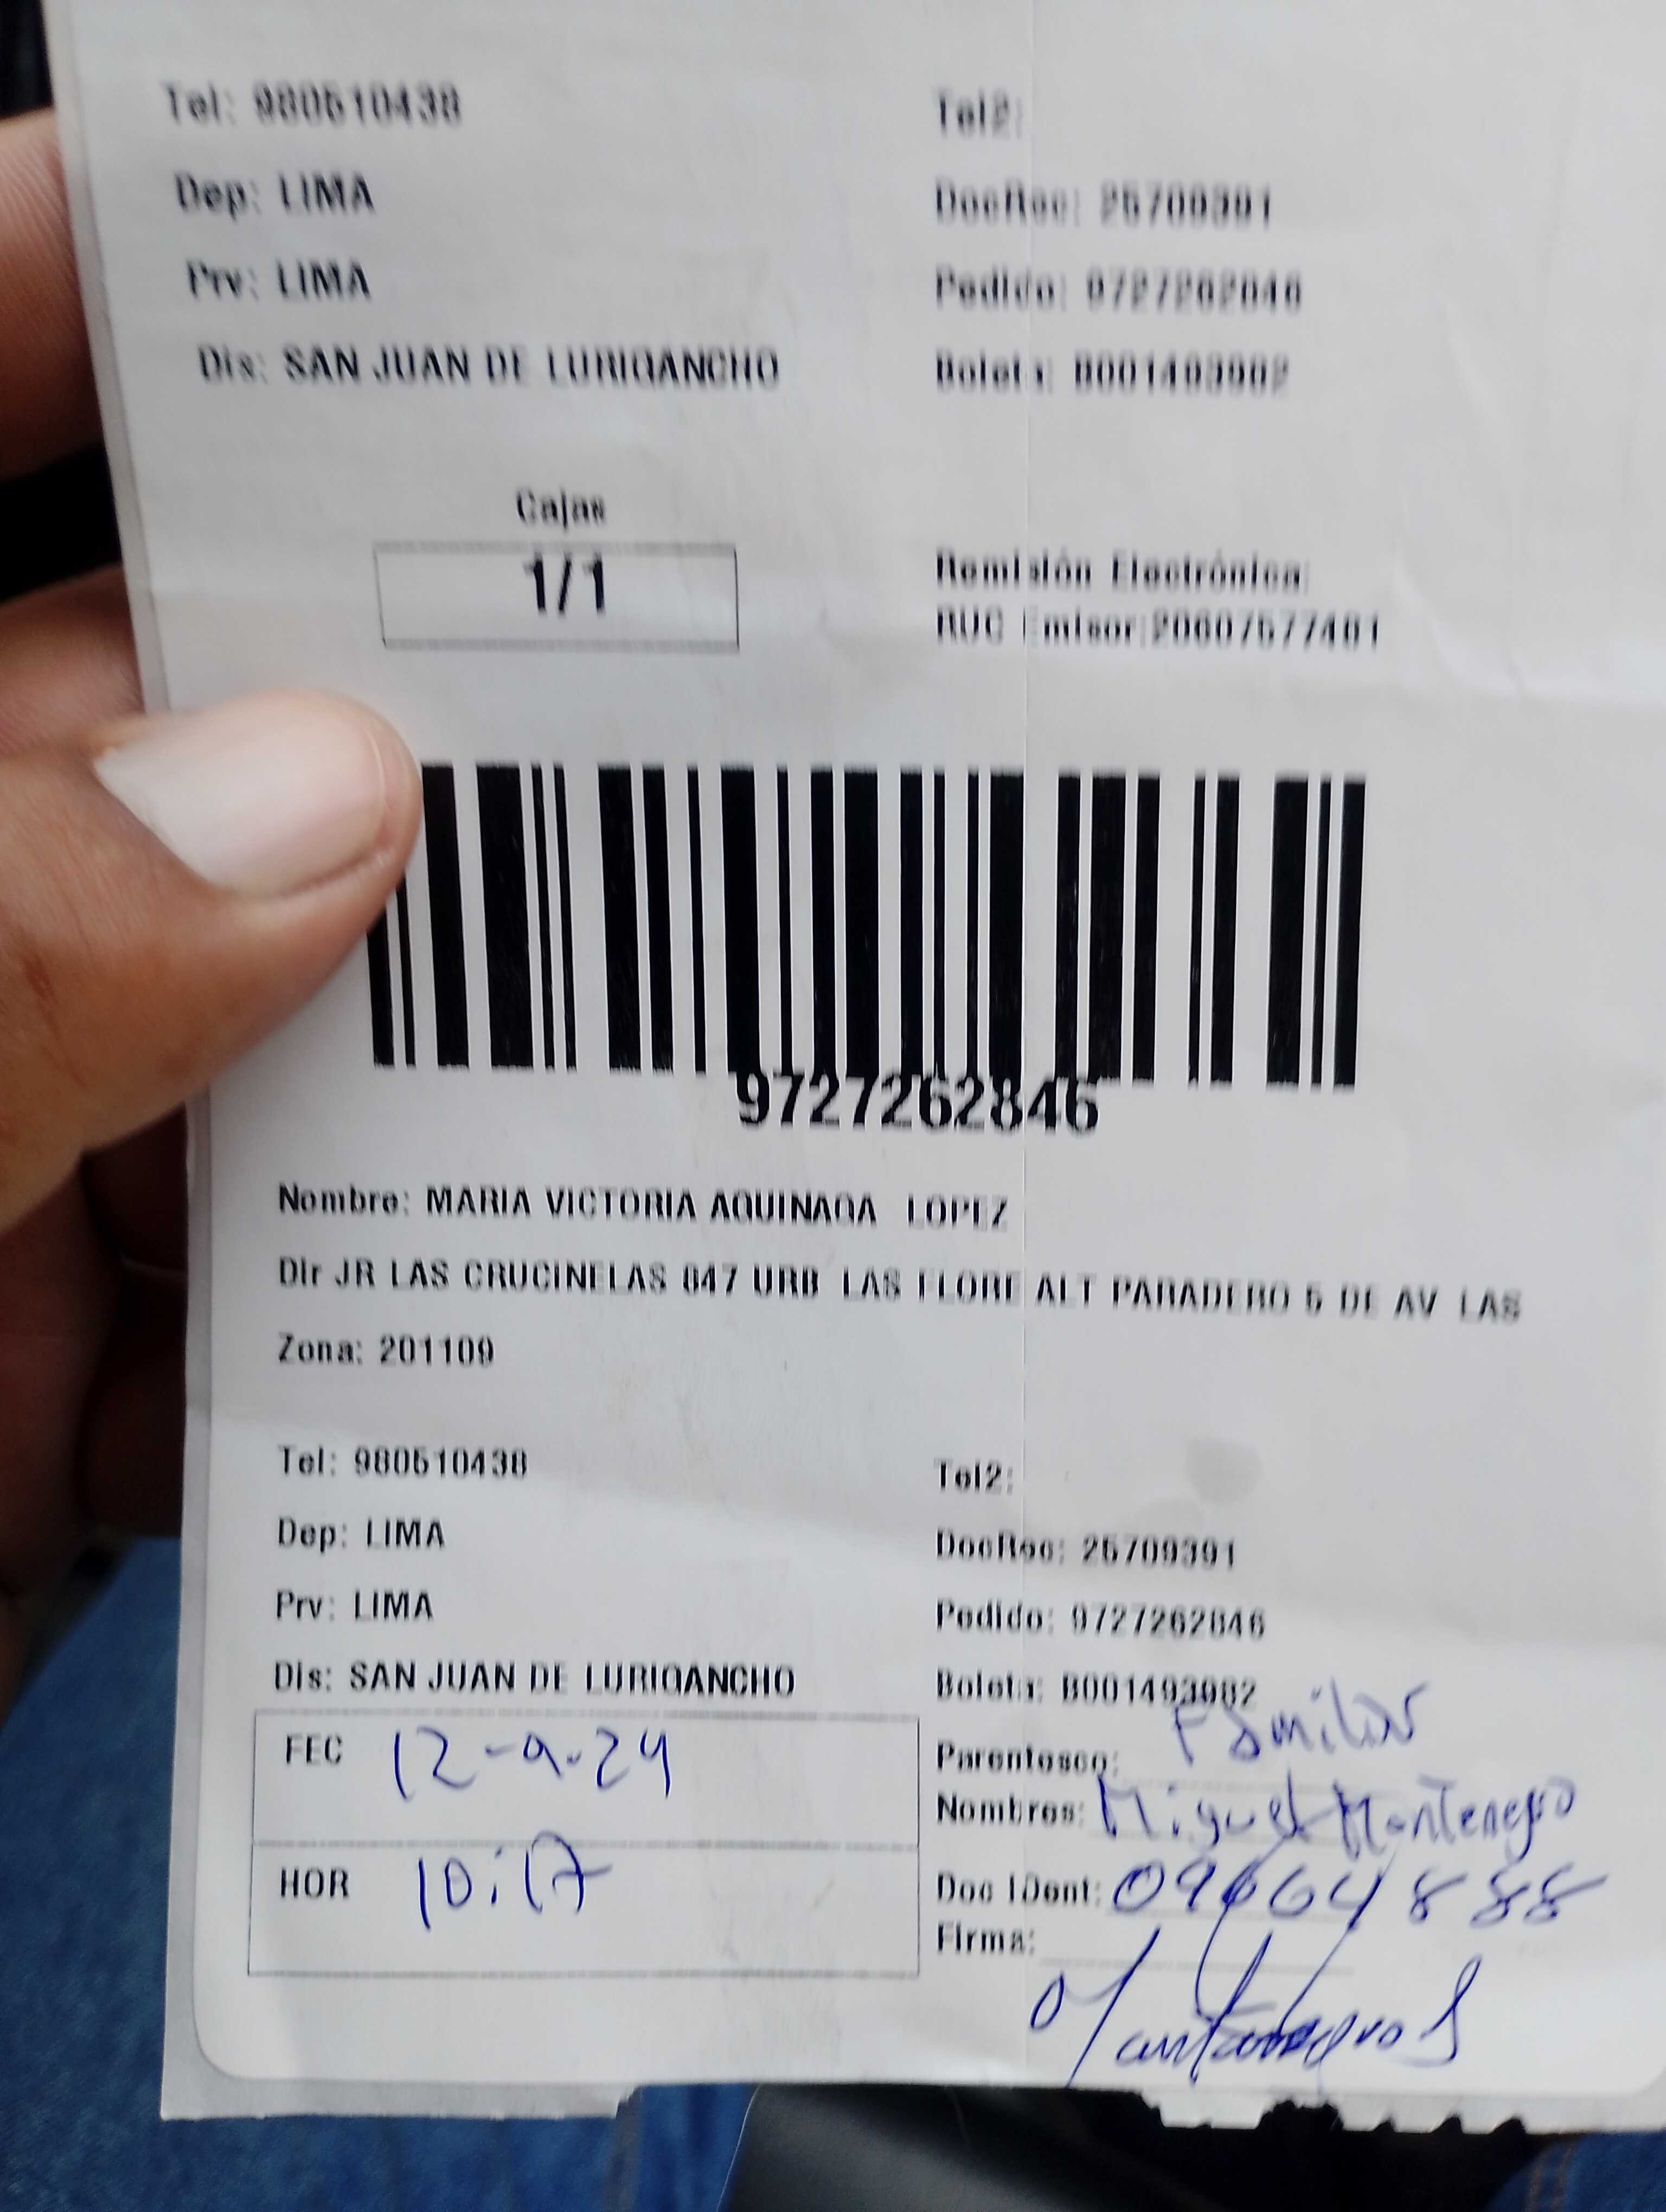 Tel: 980510438
Tel2:
Dep: LIMA
DocRec: 25709391
Prv: LIMA
Pedido: 9727262846
Dis: SAN JUAN DE LURIGANCHO
Boleta: B001493982
Cajas
1/1
Remisión Electrónica:
RUC Emisor:20607577401
9727262846
Nombre: MARIA VICTORIA AQUINAGA LOPEZ
Dir JR LAS CRUCINELAS 847 URB LAS FLORE ALT PARADERO 5 DE AV LAS
Zona: 201109
Tel: 980510438
Tel2:
Dep: LIMA
DocRec: 25709391
Prv: LIMA
Pedido: 9727262846
Dis: SAN JUAN DE LURIGANCHO
Boleta: B001493982
FEC 12-9-24
Parentesco: Familiar
Nombres: Miguel Montenegro
HOR 10:17
Doc IDent: 09664888
Firma: